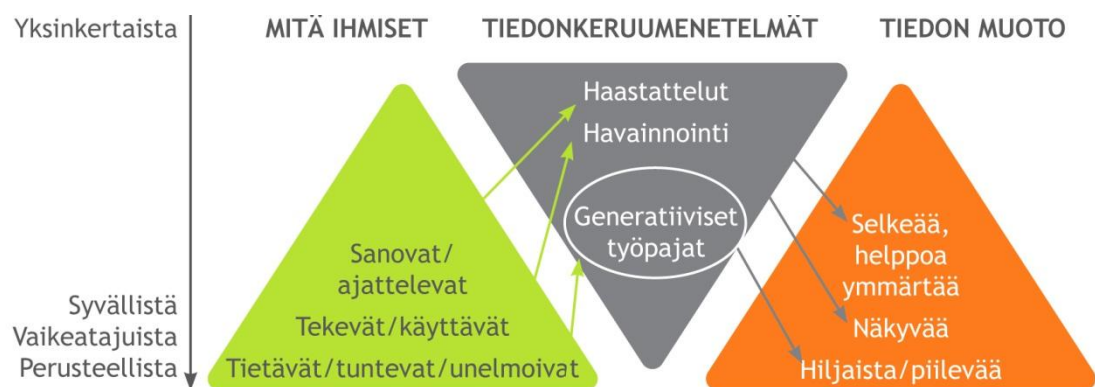 Yksinkertaista
MITÄ IHMISET
TIEDONKERUUMENETELMÄT
TIEDON MUOTO
Haastattelut
Havainnointi
Generatiiviset
työpajat
Sanovat/
ajattelevat
Tekevät/käyttävät
Tietävät/tuntevat/unelmoivat
Selkeää,
helppoa
ymmärtää
Näkyvää
Hiljaista/piilevää
Syvällistä
Vaikeatajuista
Perusteellista